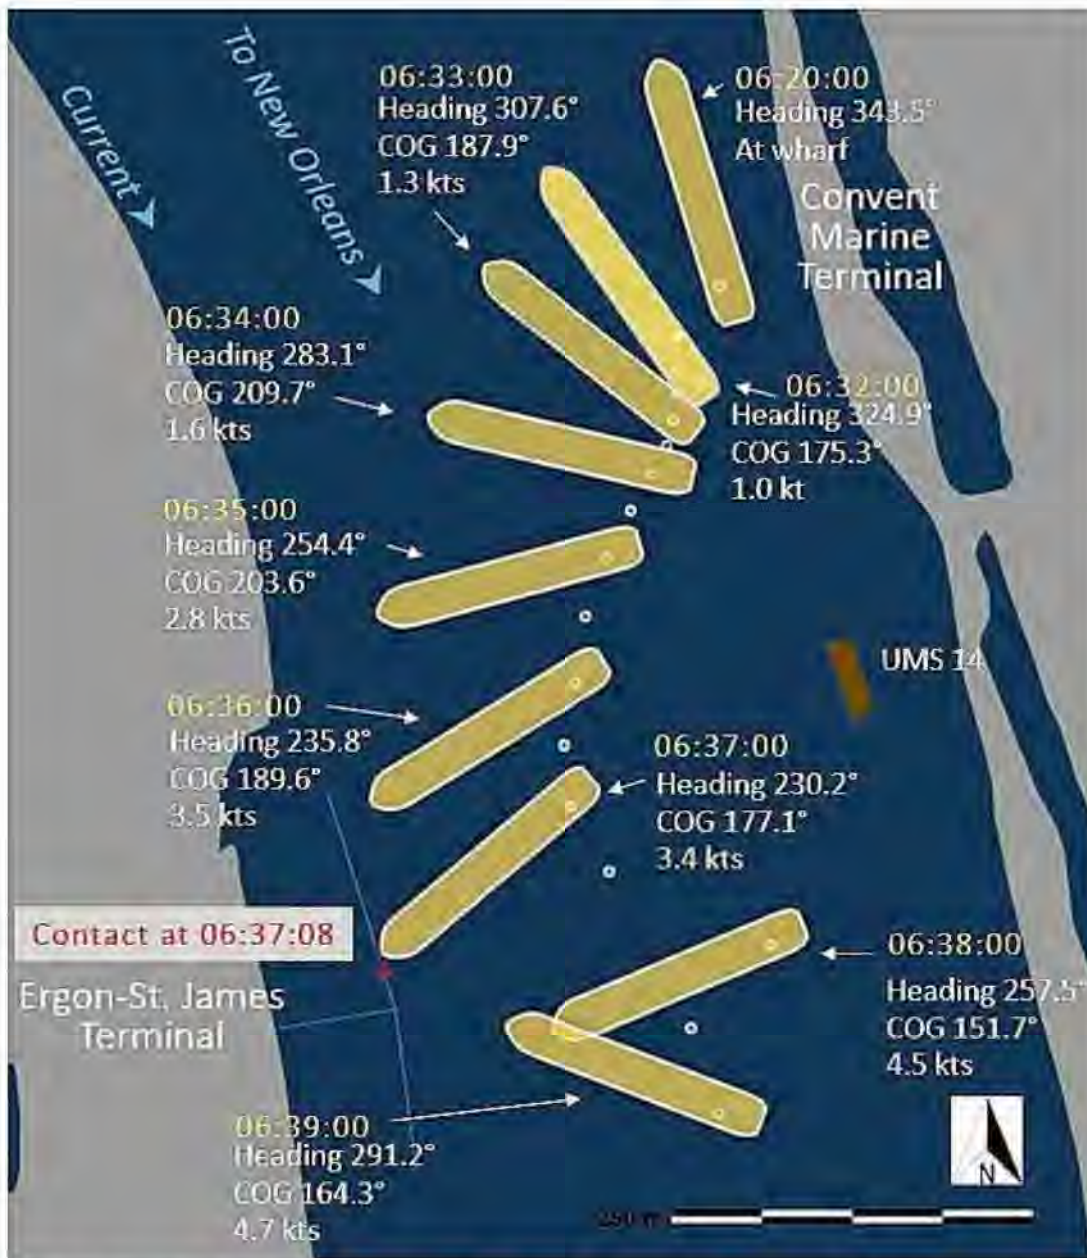 Current
To New Orleans
06:33:00
Heading 307.6°
COG 187.9°
1.3 kts
06:20:00
Heading 343.5°
At wharf
Convent
Marine
Terminal
06:34:00
Heading 283.1°
COG 209.7°
1.6 kts
06:32:00
Heading 324.9°
COG 175.3°
1.0 kt
06:35:00
Heading 254.4°
COG 203.6°
2.8 kts
UMS 14
06:36:00
Heading 235.8°
COG 189.6°
3.5 kts
06:37:00
Heading 230.2°
COG 177.1°
3.4 kts
Contact at 06:37:08
Ergon-St. James
Terminal
06:38:00
Heading 257.5°
COG 151.7°
4.5 kts
06:39:00
Heading 291.2°
COG 164.3°
4.7 kts
N
250 m